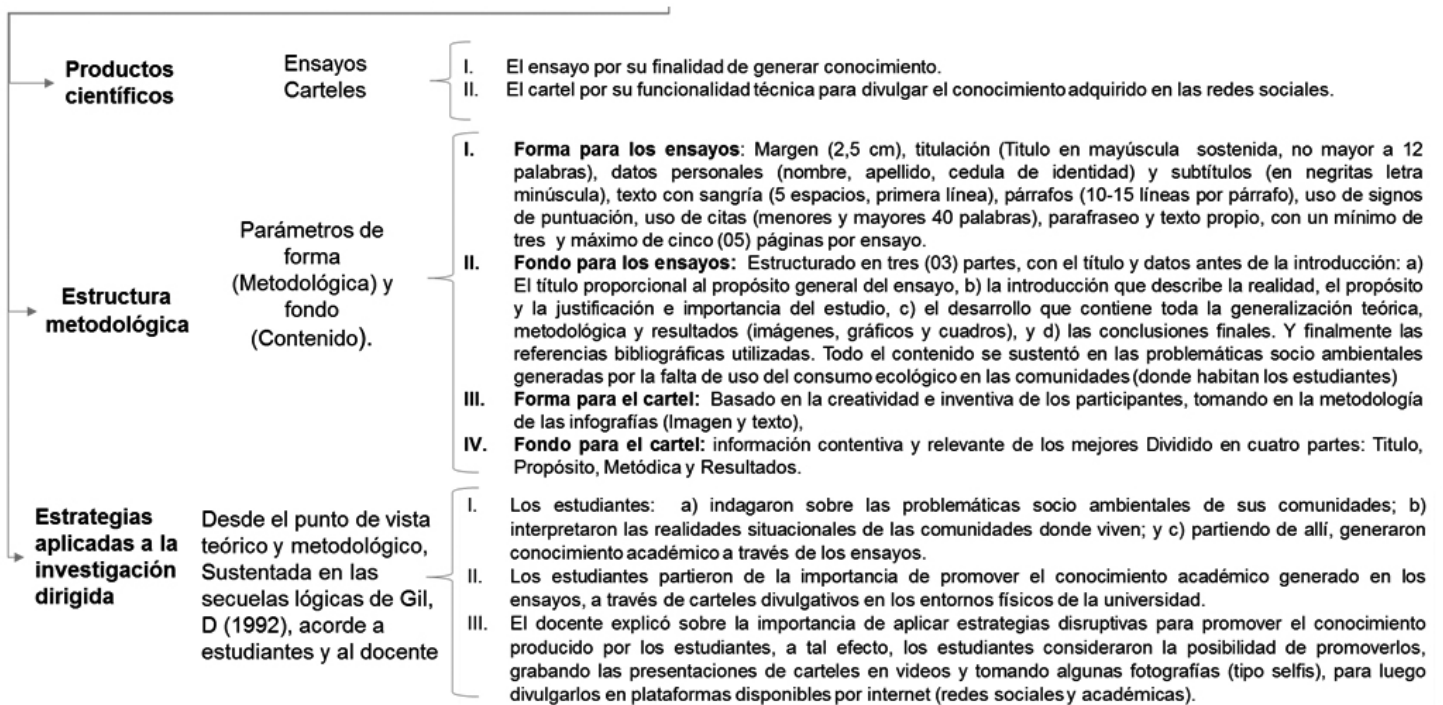 Productos
científicos
Ensayos
Carteles
I. El ensayo por su finalidad de generar conocimiento.
II. El cartel por su funcionalidad técnica para divulgar el conocimiento adquirido en las redes sociales.
Estructura
metodológica
Parámetros de
forma
(Metodológica) y
fondo
(Contenido).
I. Forma para los ensayos: Margen (2,5 cm), titulación (Titulo en mayúscula sostenida, no mayor a 12
palabras), datos personales (nombre, apellido, cedula de identidad) y subtítulos (en negritas letra
minúscula), texto con sangría (5 espacios, primera línea), párrafos (10-15 líneas por párrafo), uso de signos
de puntuación, uso de citas (menores y mayores 40 palabras), parafraseo y texto propio, con un mínimo de
tres y máximo de cinco (05) páginas por ensayo.
II. Fondo para los ensayos: Estructurado en tres (03) partes, con el título y datos antes de la introducción: a)
El título proporcional al propósito general del ensayo, b) la introducción que describe la realidad, el propósito
y la justificación e importancia del estudio, c) el desarrollo que contiene toda la generalización teórica,
metodológica y resultados (imágenes, gráficos y cuadros), y d) las conclusiones finales. Y finalmente las
referencias bibliográficas utilizadas. Todo el contenido se sustentó en las problemáticas socio ambientales
generadas por la falta de uso del consumo ecológico en las comunidades (donde habitan los estudiantes)
III. Forma para el cartel: Basado en la creatividad e inventiva de los participantes, tomando en la metodología
de las infografías (Imagen y texto),
IV. Fondo para el cartel: información contentiva y relevante de los mejores Dividido en cuatro partes: Titulo,
Propósito, Metódica y Resultados.
Estrategias
aplicadas a la
investigación
dirigida
Desde el punto de vista
teórico y metodológico,
Sustentada en las
secuelas lógicas de Gil,
D (1992), acorde a
estudiantes y al docente
I. Los estudiantes: a) indagaron sobre las problemáticas socio ambientales de sus comunidades; b)
interpretaron las realidades situacionales de las comunidades donde viven; y c) partiendo de allí, generaron
conocimiento académico a través de los ensayos.
II. Los estudiantes partieron de la importancia de promover el conocimiento académico generado en los
ensayos, a través de carteles divulgativos en los entornos físicos de la universidad.
III. El docente explicó sobre la importancia de aplicar estrategias disruptivas para promover el conocimiento
producido por los estudiantes, a tal efecto, los estudiantes consideraron la posibilidad de promoverlos,
grabando las presentaciones de carteles en videos y tomando algunas fotografías (tipo selfis), para luego
divulgarlos en plataformas disponibles por internet (redes sociales y académicas).